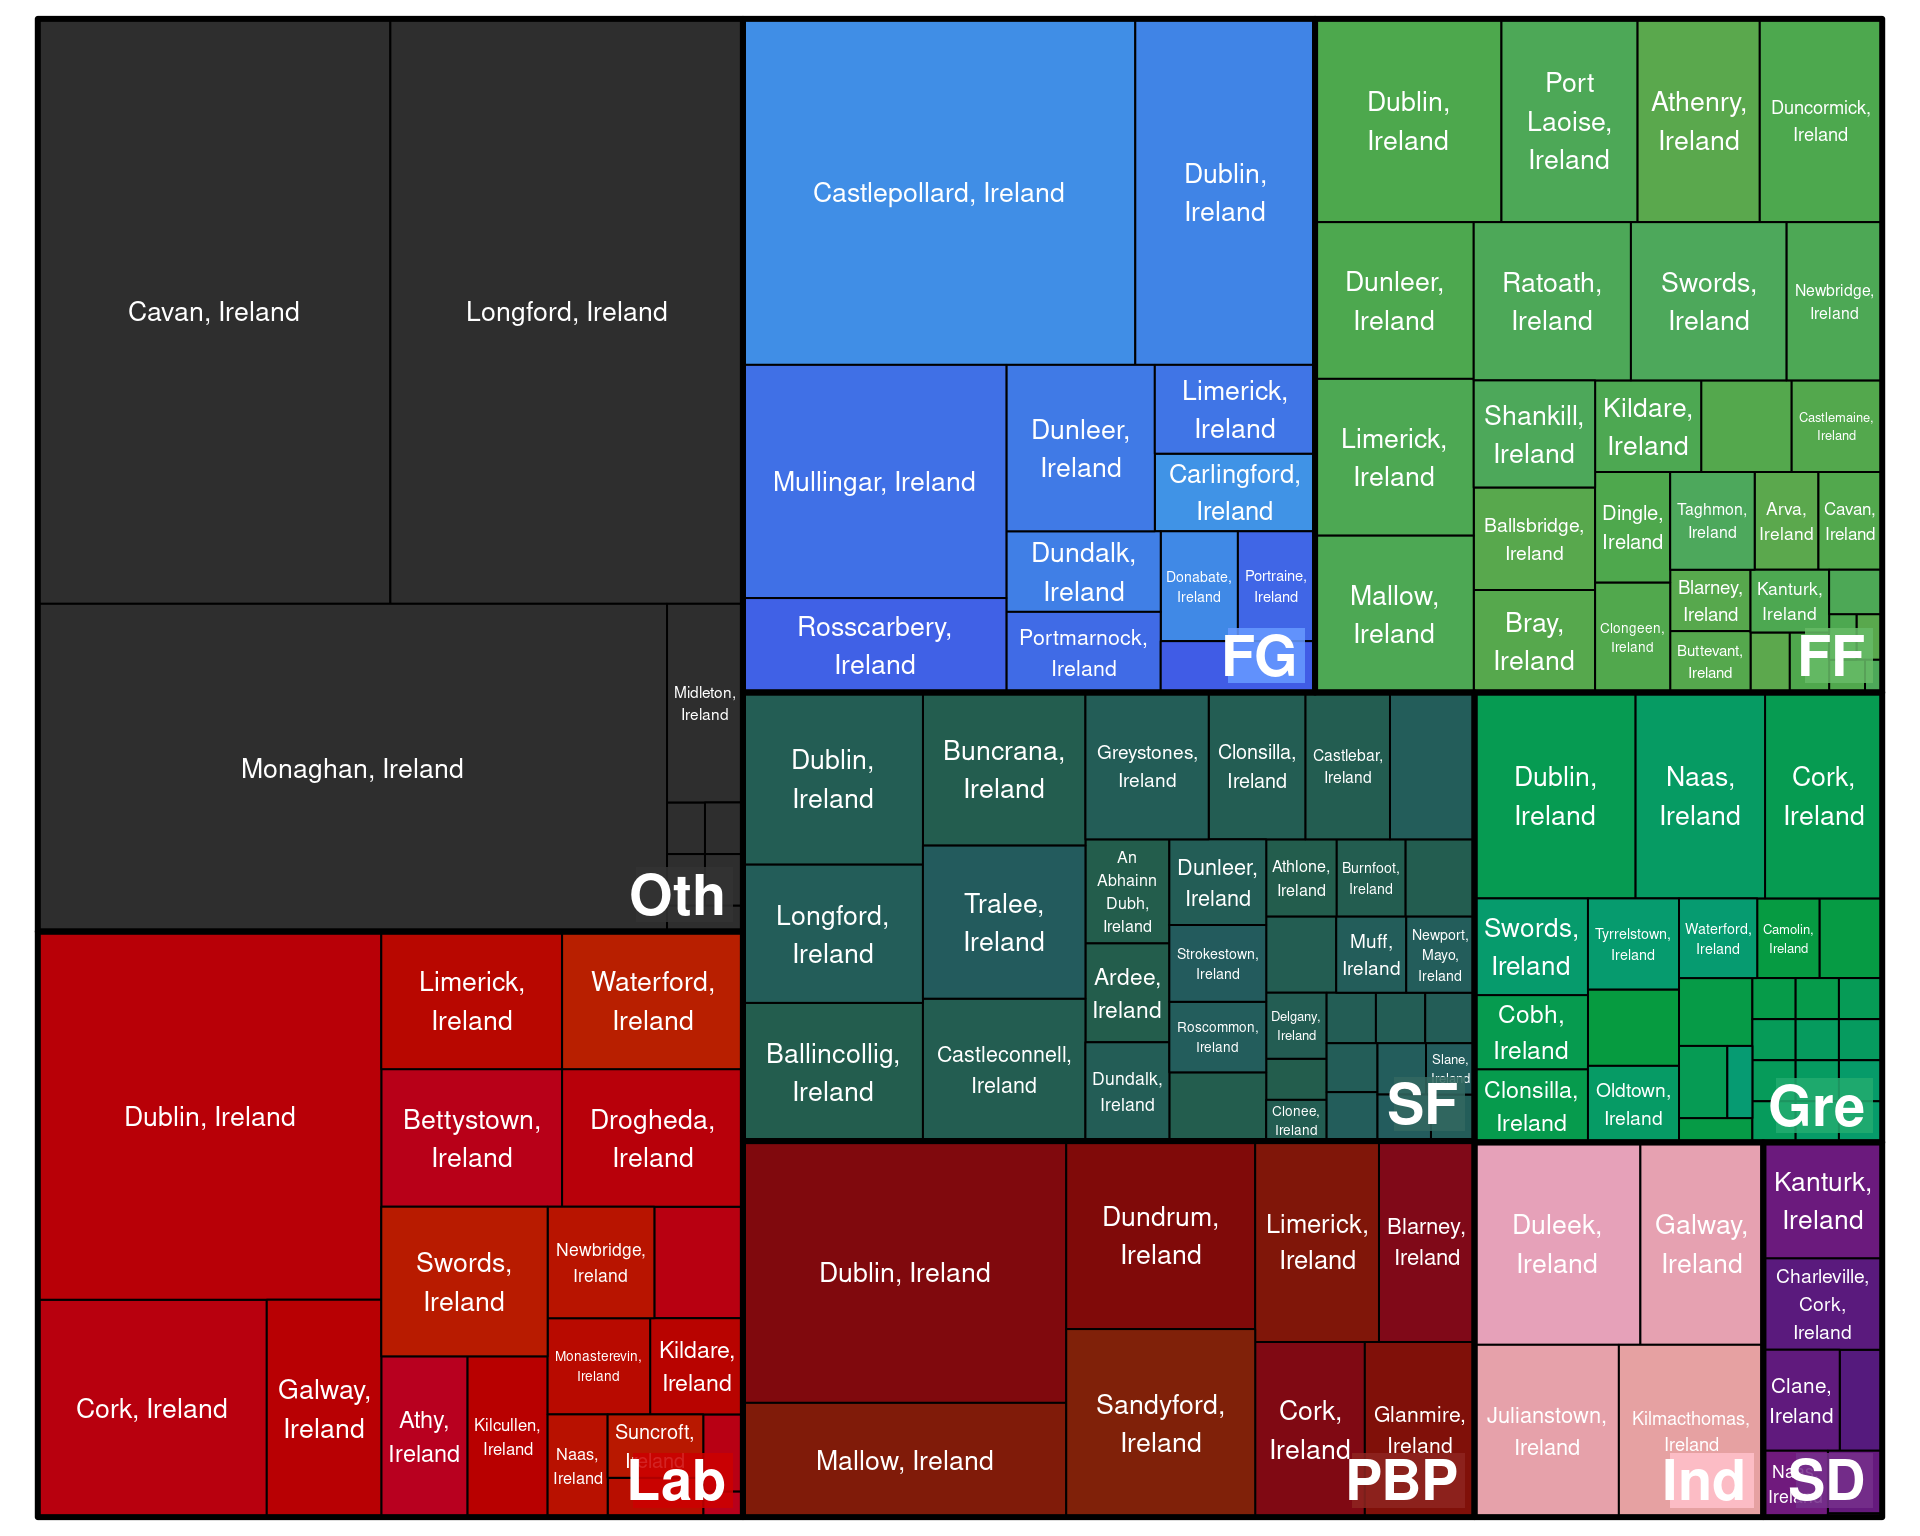 Cavan, Ireland
Longford, Ireland
Monaghan, Ireland
Midleton,
Ireland
Oth
Castlepollard, Ireland
Dublin,
Ireland
Mullingar, Ireland
Dunleer,
Ireland
Limerick,
Ireland
Carlingford,
Ireland
Rosscarbery,
Ireland
Dundalk,
Ireland
Portmarnock,
Ireland
Donabate,
Ireland
Portraine,
Ireland
FG
Dublin,
Ireland
Port
Laoise,
Ireland
Athenry,
Ireland
Duncormick,
Ireland
Dunleer,
Ireland
Ratoath,
Ireland
Swords,
Ireland
Newbridge,
Ireland
Limerick,
Ireland
Shankill,
Ireland
Kildare,
Ireland
Castlemaine,
Ireland
Ballsbridge,
Ireland
Dingle,
Ireland
Taghmon,
Ireland
Arva,
Ireland
Cavan,
Ireland
Mallow,
Ireland
Bray,
Ireland
Clongeen,
Ireland
Blarney,
Ireland
Kanturk,
Ireland
Buttevant,
Ireland
FF
Dublin, Ireland
Limerick,
Ireland
Waterford,
Ireland
Bettystown,
Ireland
Drogheda,
Ireland
Cork, Ireland
Galway,
Ireland
Swords,
Ireland
Newbridge,
Ireland
Monasterevin,
Ireland
Kildare,
Ireland
Athy,
Ireland
Kilcullen,
Ireland
Naas,
Ireland
Suncroft,
Ireland
Lab
Dublin,
Ireland
Buncrana,
Ireland
Greystones,
Ireland
Clonsilla,
Ireland
Castlebar,
Ireland
Longford,
Ireland
Tralee,
Ireland
An
Abhainn
Dubh,
Ireland
Dunleer,
Ireland
Athlone,
Ireland
Burnfoot,
Ireland
Strokestown,
Ireland
Muff,
Ireland
Newport,
Mayo,
Ireland
Ardee,
Ireland
Ballincollig,
Ireland
Castleconnell,
Ireland
Roscommon,
Ireland
Delgany,
Ireland
Dundalk,
Ireland
Slane,
Ireland
Clonee,
Ireland
SF
Dublin,
Ireland
Naas,
Ireland
Cork,
Ireland
Swords,
Ireland
Tyrrelstown,
Ireland
Waterford,
Ireland
Camolin,
Ireland
Cobh,
Ireland
Clonsilla,
Ireland
Oldtown,
Ireland
Gre
Dublin, Ireland
Dundrum,
Ireland
Limerick,
Ireland
Blarney,
Ireland
Mallow, Ireland
Sandyford,
Ireland
Cork,
Ireland
Glanmire,
Ireland
PBP
Duleek,
Ireland
Galway,
Ireland
Julianstown,
Ireland
Kilmacthomas,
Ireland
Ind
Kanturk,
Ireland
Charleville,
Cork,
Ireland
Clane,
Ireland
SD